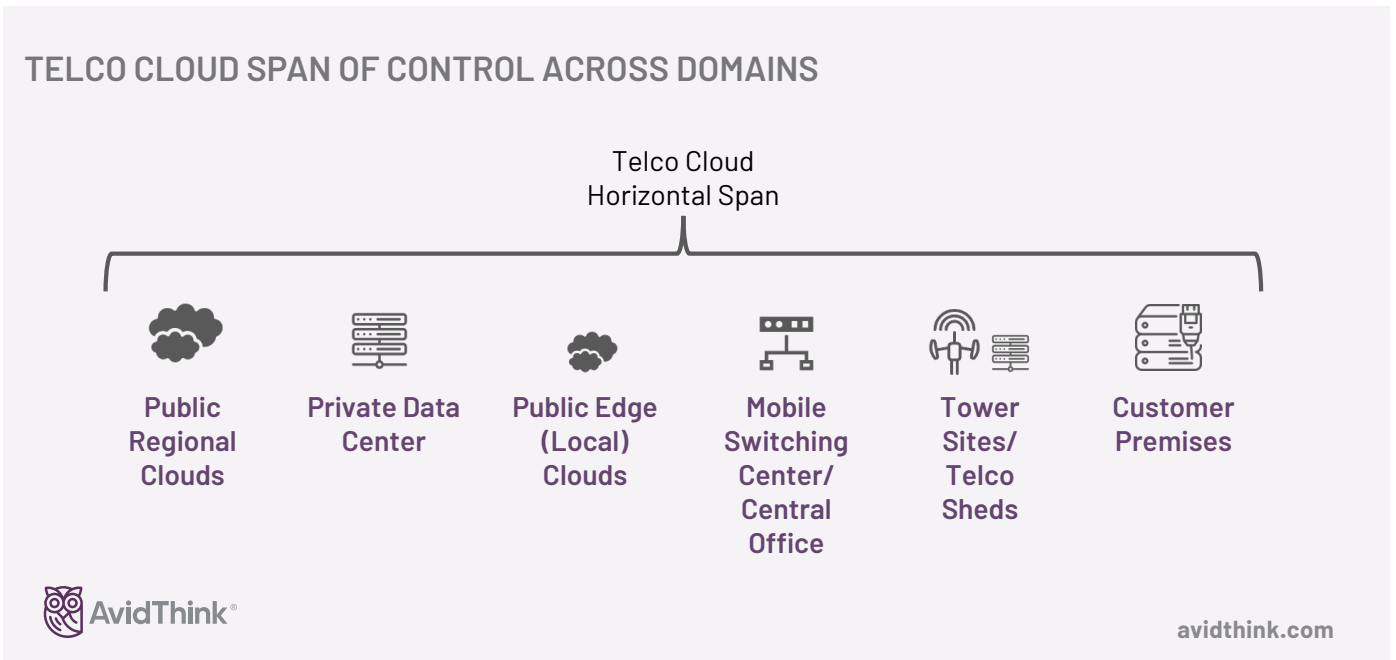 TELCO CLOUD SPAN OF CONTROL ACROSS DOMAINS
Telco Cloud
Horizontal Span
Public
Regional
Clouds
Private Data
Center
Public Edge
(Local)
Clouds
Mobile
Switching
Center/
Central
Office
Tower
Sites/
Telco
Sheds
Customer
Premises
AvidThink®
avidthink.com